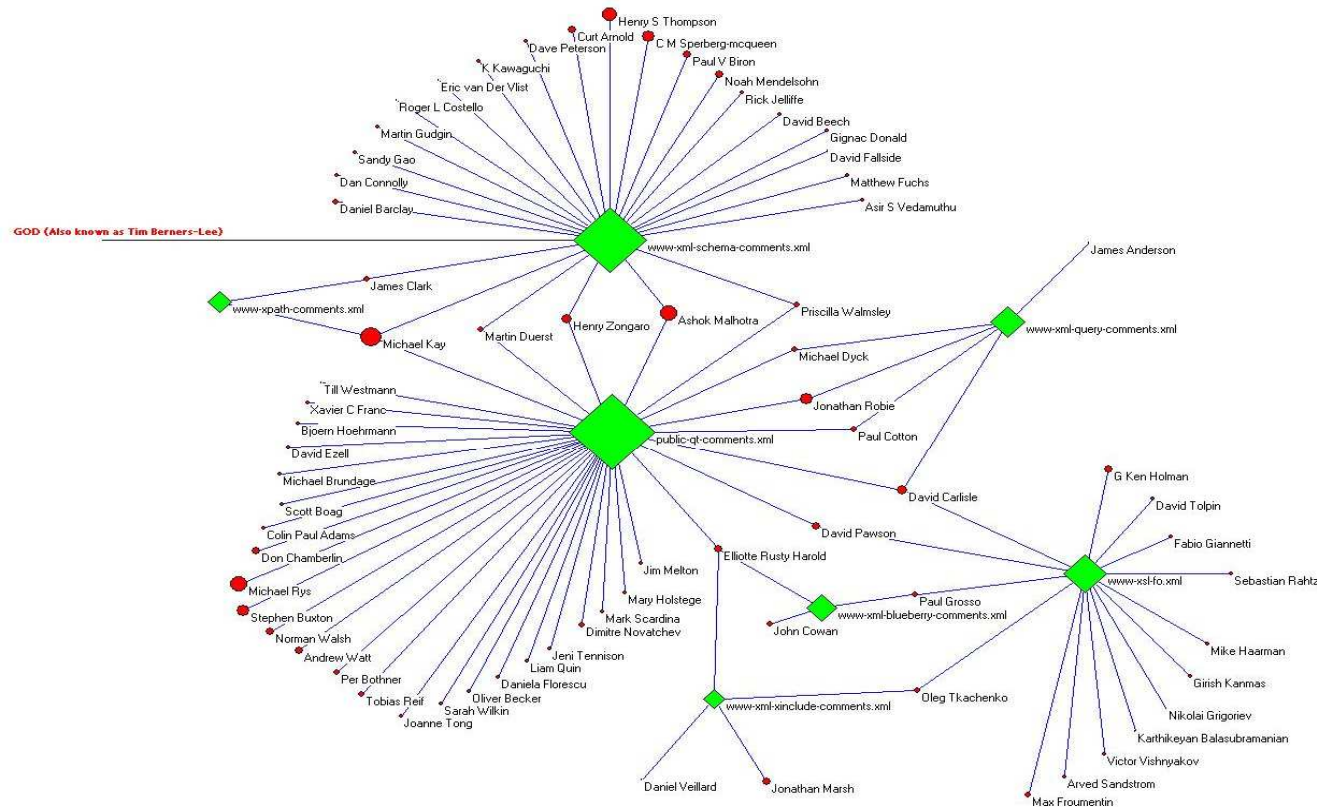 Henry S Thompson
Curt Arnold
C M Sperberg-mcqueen
Dave Peterson
Paul V Biron
K Kawaguchi
Noah Mendelsohn
Eric van Der Vlist
Rick Jelliffe
Roger L Costello
David Beech
Martin Gudgin
Gignac Donald
Sandy Gao
David Fallside
Dan Connolly
Matthew Fuchs
Daniel Barclay
Asir S Vedamuthu
GOD (Also known as Tim Berners-Lee)
www-xml-schema-comments.xml
James Anderson
James Clark
www-xpath-comments.xml
Priscilla Walmsley
Ashok Malhotra
Henry Zongaro
www-xml-query-comments.xml
Martin Duerst
Michael Kay
Michael Dyck
Till Westmann
Xavier C Franc
Jonathan Robie
Bjoern Hoehrmann
public-qt-comments.xml
Paul Cotton
David Ezell
Michael Brundage
G Ken Holman
David Carlisle
Scott Boag
David Tolpin
Colin Paul Adams
David Pawson
Fabio Giannetti
Don Chamberlin
Elliotte Rusty Harold
Jim Melton
www-xsl-fo.xml
Sebastian Rahtz
Michael Rys
Mary Holstege
Paul Grosso
www-xml-blueberry-comments.xml
Stephen Buxton
Mark Scardina
John Cowan
Dimitre Novatchev
Norman Walsh
Mike Haarman
Andrew Watt
Jeni Tennison
Liam Quin
Per Bothner
Daniela Florescu
Girish Kanmas
Oliver Becker
Oleg Tkachenko
Tobias Reif
Sarah Wilkin
www-xml-xinclude-comments.xml
Nikolai Grigoriev
Joanne Tong
Karthikeyan Balasubramanian
Victor Vishnyakov
Daniel Veillard
Jonathan Marsh
Arved Sandstrom
Max Froumentin